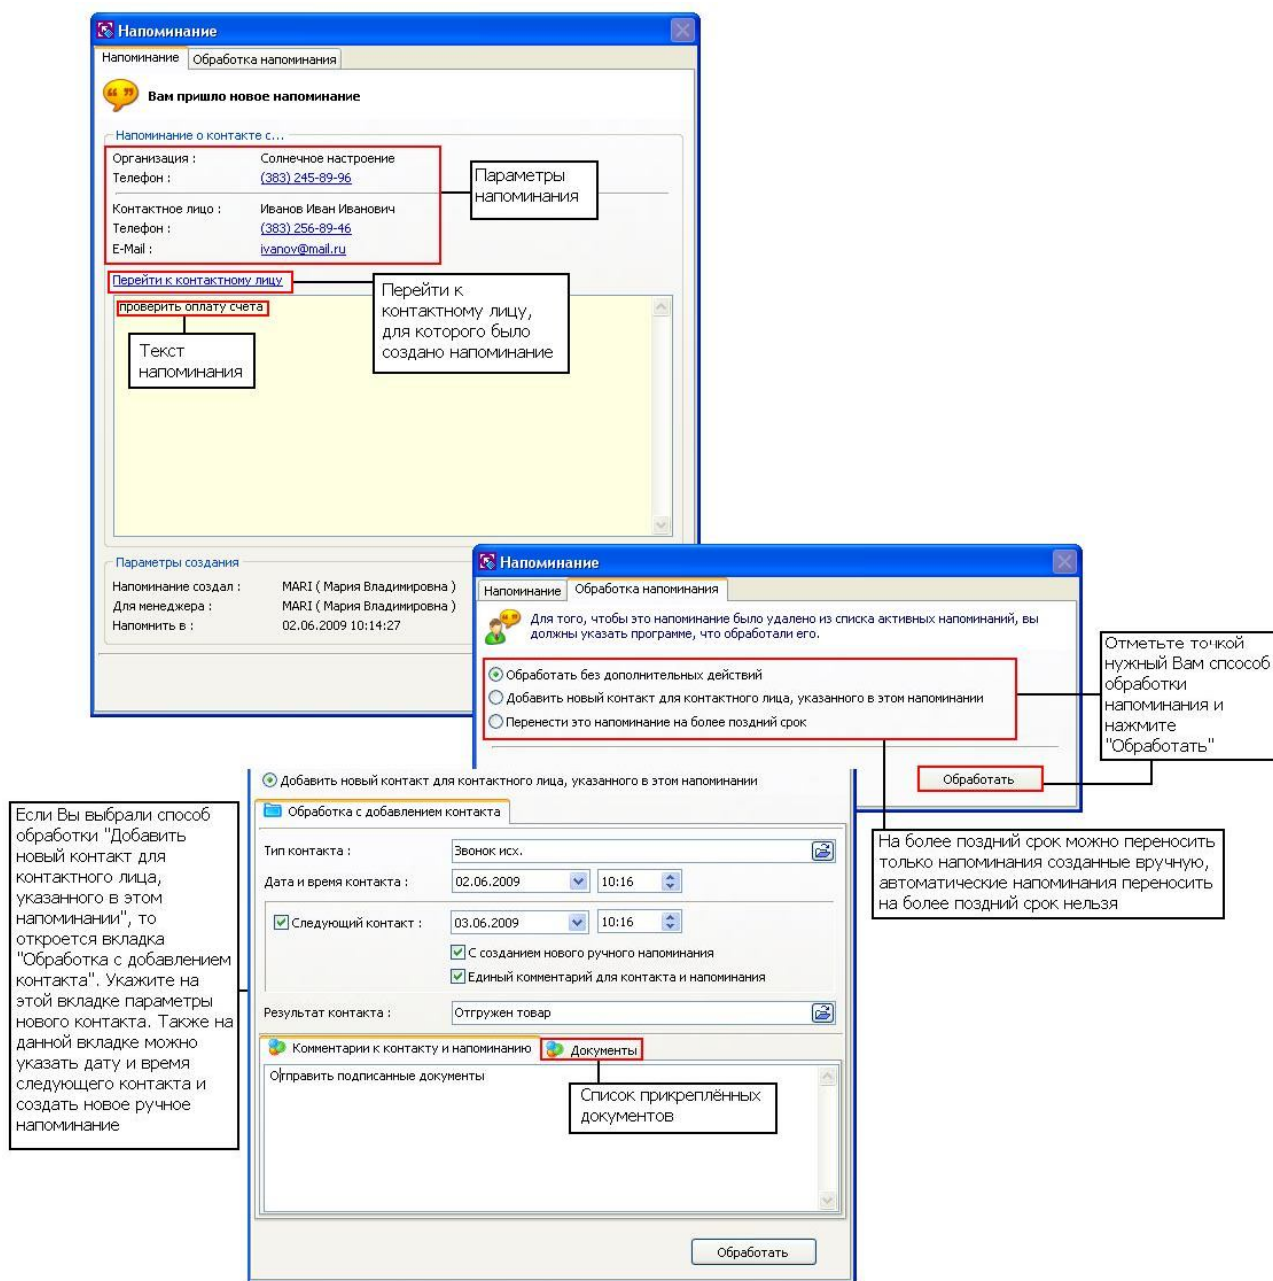 Напоминание
Напоминание
Обработка напоминания
Вам пришло новое напоминание
Напоминание о контакте с...
Организация :
Солнечное настроение
Телефон :
(383) 245-89-96
Контактное лицо :
Иванов Иван Иванович
Телефон :
(383) 256-89-46
E-Mail :
ivanov@mail.ru
Параметры
напоминания
Перейти к контактному лицу
Перейти к
контактному лицу,
для которого было
создано напоминание
проверить оплату счета
Текст
напоминания
Параметры создания
Напоминание создал :
MARI ( Мария Владимировна )
Для менеджера :
MARI ( Мария Владимировна )
Напомнить в :
02.06.2009 10:14:27
Напоминание
Напоминание
Обработка напоминания
Для того, чтобы это напоминание было удалено из списка активных напоминаний, вы
должны указать программе, что обработали его.
Обработать без дополнительных действий
Добавить новый контакт для контактного лица, указанного в этом напоминании
Перенести это напоминание на более поздний срок
Обработать
Отметьте точкой
нужный Вам спсособ
обработки
напоминания и
нажмите
"Обработать"
На более поздний срок можно переносить
только напоминания созданные вручную,
автоматические напоминания переносить
на более поздний срок нельзя
Добавить новый контакт для контактного лица, указанного в этом напоминании
Обработка с добавлением контакта
Тип контакта :
Звонок исх.
Дата и время контакта :
02.06.2009
10:16
Следующий контакт :
03.06.2009
10:16
С созданием нового ручного напоминания
Единый комментарий для контакта и напоминания
Результат контакта :
Отгружен товар
Комментарии к контакту и напоминанию
Документы
Отправить подписанные документы
Список прикреплённых
документов
Обработать
Если Вы выбрали способ
обработки "Добавить
новый контакт для
контактного лица,
указанного в этом
напоминании", то
откроется вкладка
"Обработка с добавлением
контакта". Укажите на
этой вкладке параметры
нового контакта. Также на
данной вкладке можно
указать дату и время
следующего контакта и
создать новое ручное
напоминание